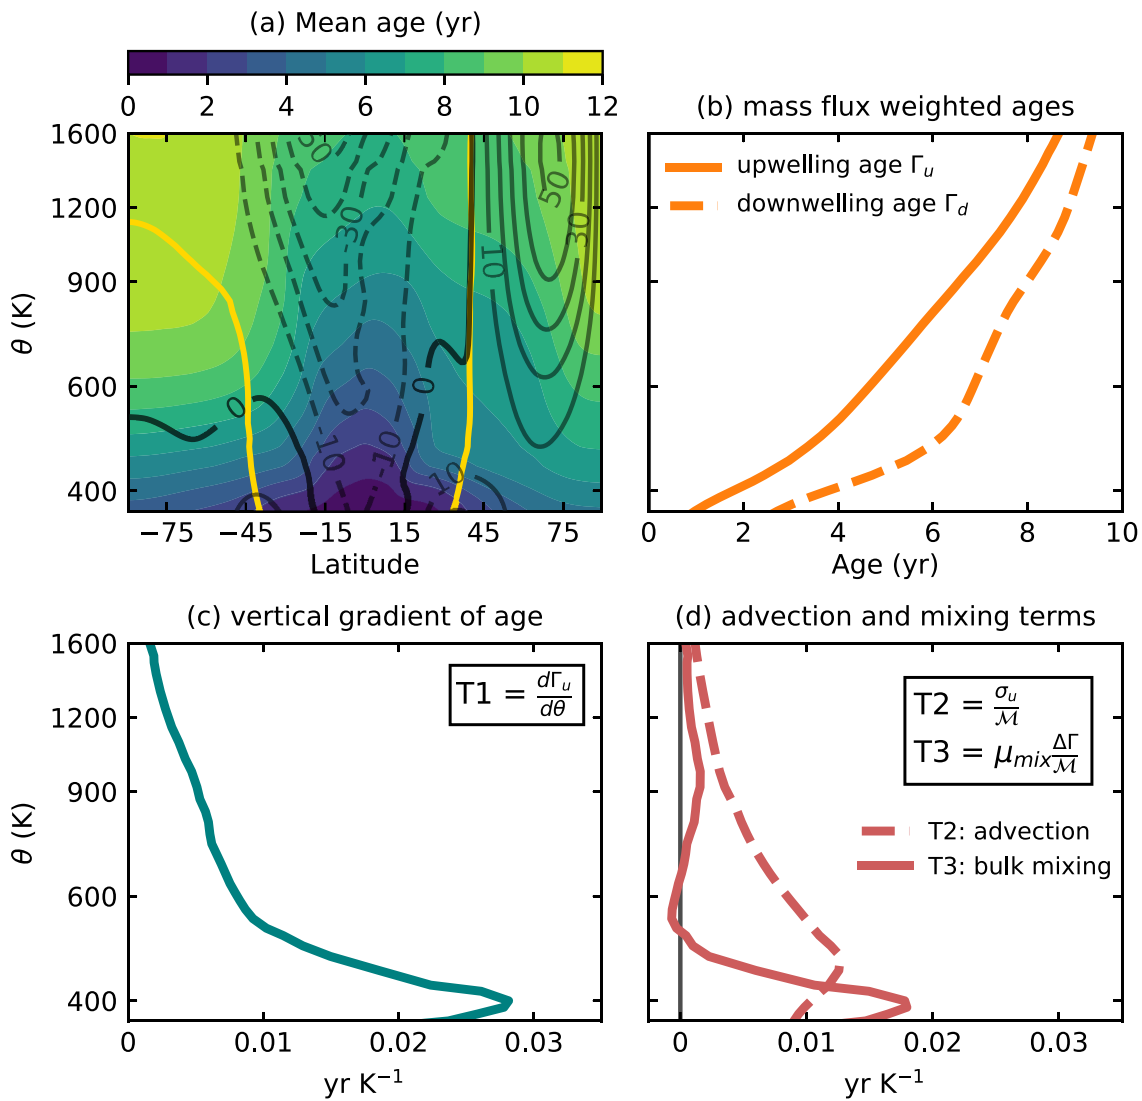 (a) Mean age (yr)
0 2 4 6 8 10 12
1600
1200
900
600
400
θ (K)
50
-30
10
50
30
0
0
-10
0
-10
10
−75 −45 −15 15 45 75
Latitude
(b) mass flux weighted ages
upwelling age Γu
downwelling age Γd
0 2 4 6 8 10
Age (yr)
(c) vertical gradient of age
1600
1200
900
600
400
θ (K)
T1 = dΓu/dθ
0 0.01 0.02 0.03
yr K−1
(d) advection and mixing terms
T2 = σu/ℳ
T3 = μmix ΔΓ/ℳ
T2: advection
T3: bulk mixing
0 0.01 0.02 0.03
yr K−1